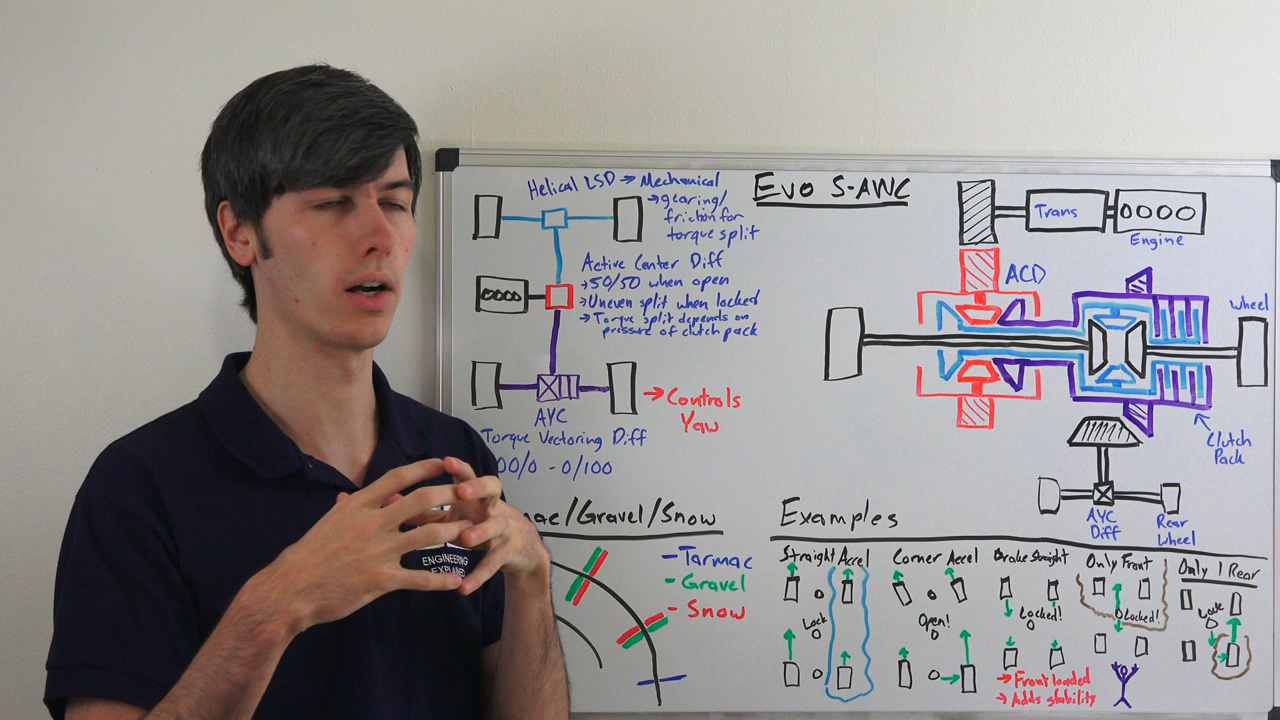 Evo S-AWC
Helical LSD → Mechanical
→ gearing/
friction for
torque split
Active Center Diff
→ 50/50 when open
→ Uneven split when locked
→ Torque split depends on
pressure of clutch pack
AYC
→ Controls
Yaw
Torque Vectoring Diff
00/0 - 0/100
Trans
Engine
ACD
Wheel
Clutch
Pack
AYC
Diff
Rear
Wheel
mac/Gravel/Snow
- Tarmac
- Gravel
- Snow
Examples
Straight Accel
Lock
Corner Accel
Open!
Brake Straight
Locked!
→ Front loaded
→ Adds stability
Only Front
Locked!
Only 1 Rear
ENGINEERING
EXPLAINED